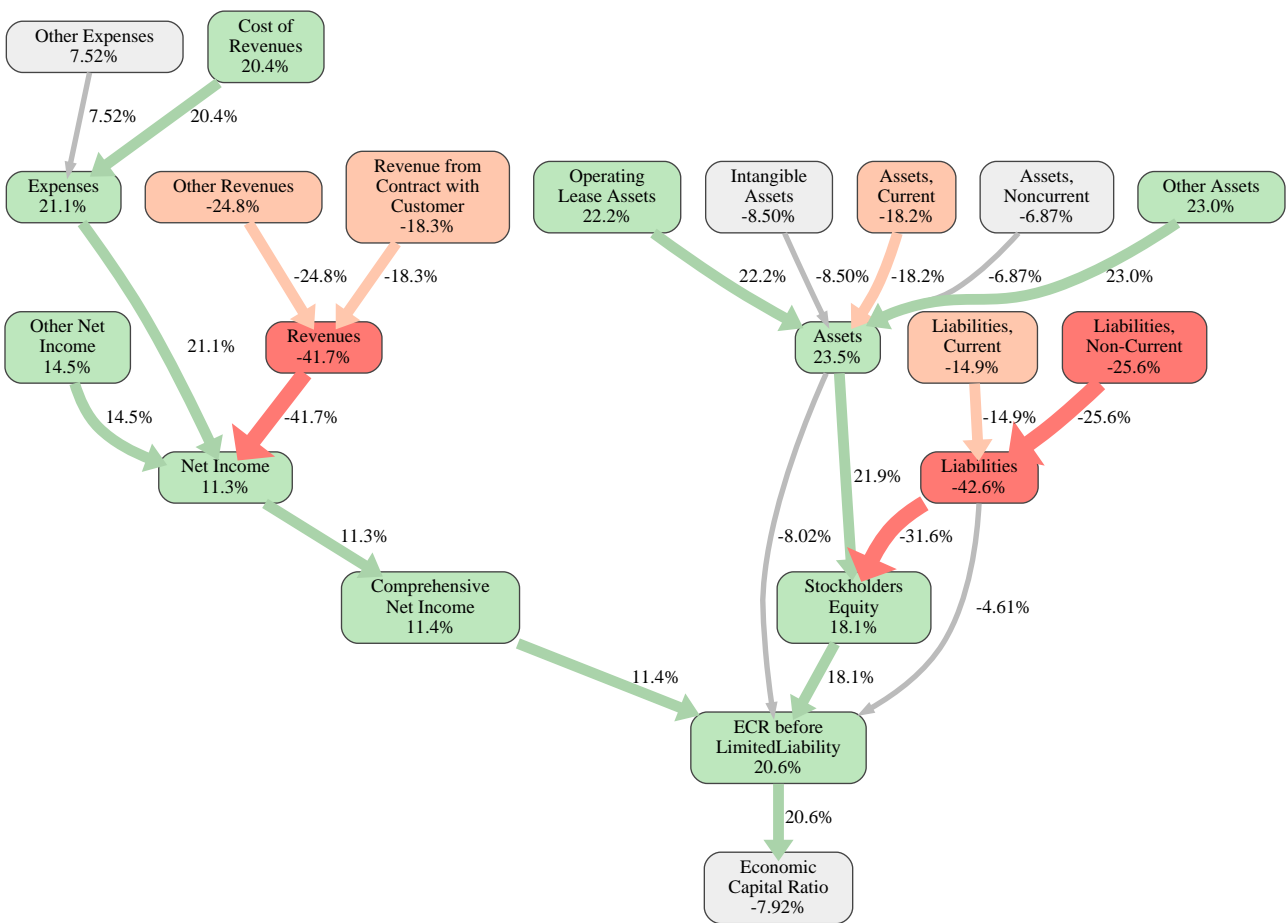 Other Expenses
7.52%
Cost of
Revenues
20.4%
7.52%
20.4%
Expenses
21.1%
Other Revenues
-24.8%
Revenue from
Contract with
Customer
-18.3%
Operating
Lease Assets
22.2%
Intangible
Assets
-8.50%
Assets,
Current
-18.2%
Assets,
Noncurrent
-6.87%
Other Assets
23.0%
-24.8%
-18.3%
22.2%
-8.50%
-18.2%
-6.87%
23.0%
Other Net
Income
14.5%
21.1%
Revenues
-41.7%
Assets
23.5%
Liabilities,
Current
-14.9%
Liabilities,
Non-Current
-25.6%
14.5%
-41.7%
-14.9%
-25.6%
Net Income
11.3%
21.9%
Liabilities
-42.6%
11.3%
-8.02%
-31.6%
Comprehensive
Net Income
11.4%
Stockholders
Equity
18.1%
-4.61%
11.4%
18.1%
ECR before
LimitedLiability
20.6%
20.6%
Economic
Capital Ratio
-7.92%